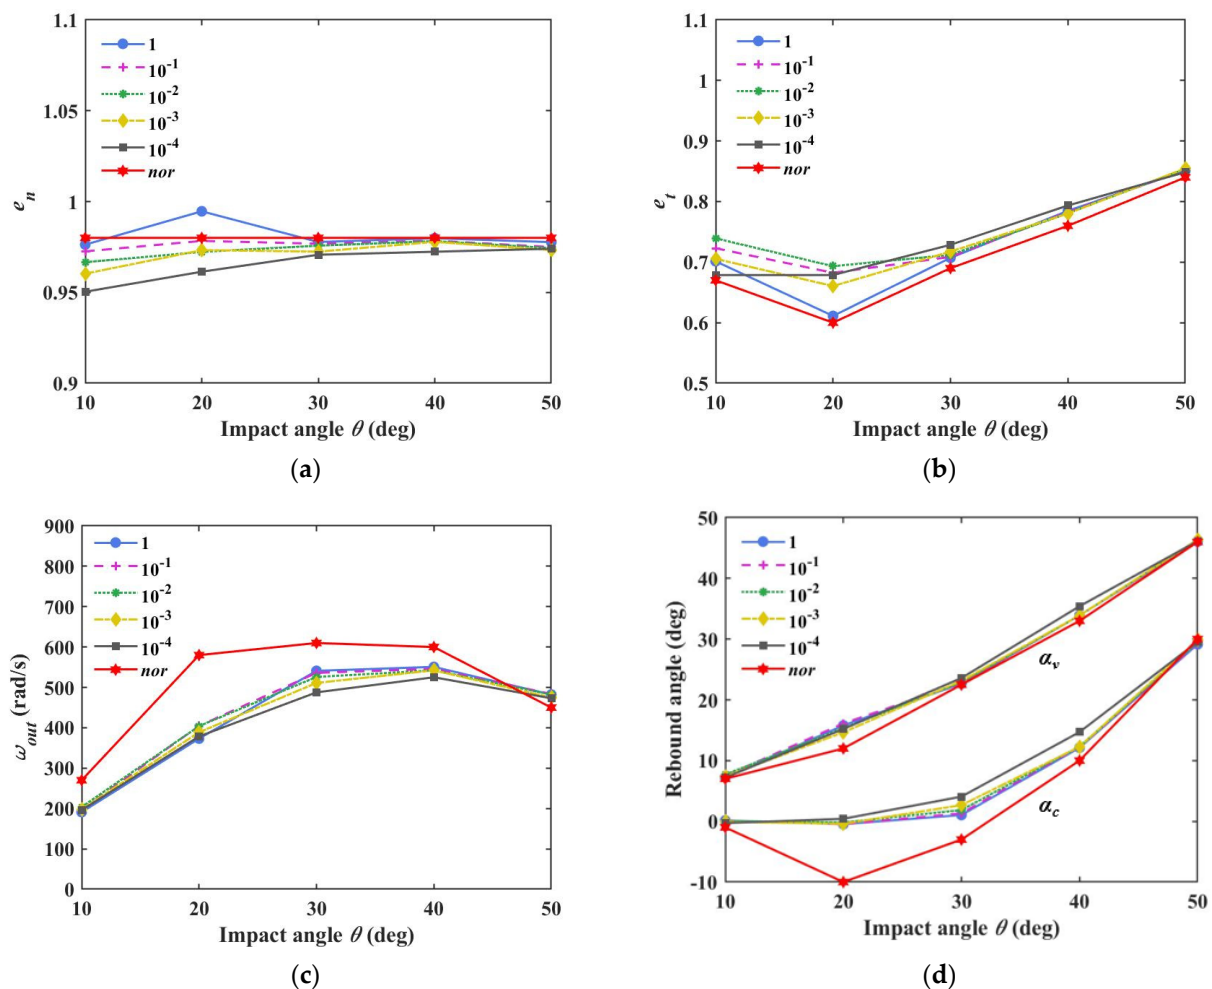 1.1
1.05
1
0.95
0.9
e_n
1
10^-1
10^-2
10^-3
10^-4
nor
10 20 30 40 50
Impact angle θ (deg)
(a)
1.1
1
0.9
0.8
0.7
0.6
0.5
e_t
1
10^-1
10^-2
10^-3
10^-4
nor
10 20 30 40 50
Impact angle θ (deg)
(b)
900
800
700
600
500
400
300
200
100
0
ω_out (rad/s)
1
10^-1
10^-2
10^-3
10^-4
nor
10 20 30 40 50
Impact angle θ (deg)
(c)
50
40
30
20
10
0
-10
Rebound angle (deg)
1
10^-1
10^-2
10^-3
10^-4
nor
α_v
α_c
10 20 30 40 50
Impact angle θ (deg)
(d)